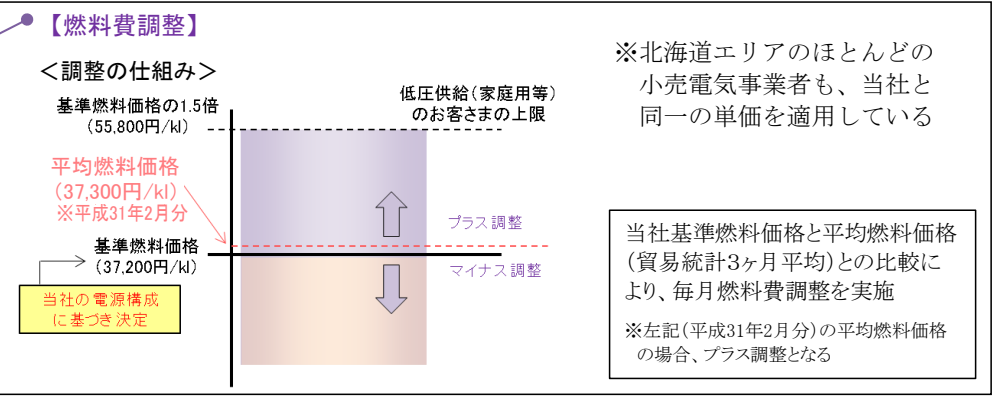 【燃料費調整】
＜調整の仕組み＞
基準燃料価格の1.5倍
（55,800円/kl）
低圧供給（家庭用等）
のお客さまの上限
平均燃料価格
（37,300円/kl）
※平成31年2月分
プラス調整
基準燃料価格
（37,200円/kl）
マイナス調整
当社の電源構成
に基づき決定
※北海道エリアのほとんどの
小売電気事業者も、当社と
同一の単価を適用している
当社基準燃料価格と平均燃料価格
（貿易統計3ヶ月平均）との比較に
より、毎月燃料費調整を実施
※左記（平成31年2月分）の平均燃料価格
の場合、プラス調整となる